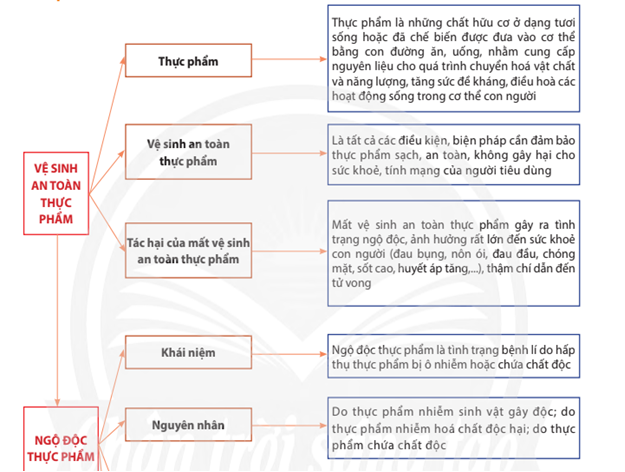 Thực phẩm
Thực phẩm là những chất hữu cơ ở dạng tươi
sống hoặc đã chế biến được đưa vào cơ thể
bằng con đường ăn, uống, nhằm cung cấp
nguyên liệu cho quá trình chuyển hoá vật chất
và năng lượng, tăng sức đề kháng, điều hoà các
hoạt động sống trong cơ thể con người
VỆ SINH
AN TOÀN
THỰC
PHẨM
Vệ sinh an toàn
thực phẩm
Là tất cả các điều kiện, biện pháp cần đảm bảo
thực phẩm sạch, an toàn, không gây hại cho
sức khoẻ, tính mạng của người tiêu dùng
Tác hại của mất vệ sinh
an toàn thực phẩm
Mất vệ sinh an toàn thực phẩm gây ra tình
trạng ngộ độc, ảnh hưởng rất lớn đến sức khoẻ
con người (đau bụng, nôn ói, đau đầu, chóng
mặt, sốt cao, huyết áp tăng,...), thậm chí dẫn đến
tử vong
Khái niệm
Ngộ độc thực phẩm là tình trạng bệnh lí do hấp
thụ thực phẩm bị ô nhiễm hoặc chứa chất độc
NGỘ ĐỘC
THỰC PHẨM
Nguyên nhân
Do thực phẩm nhiễm sinh vật gây độc; do
thực phẩm nhiễm hoá chất độc hại; do thực
phẩm chứa chất độc
Chân trời sáng tạo